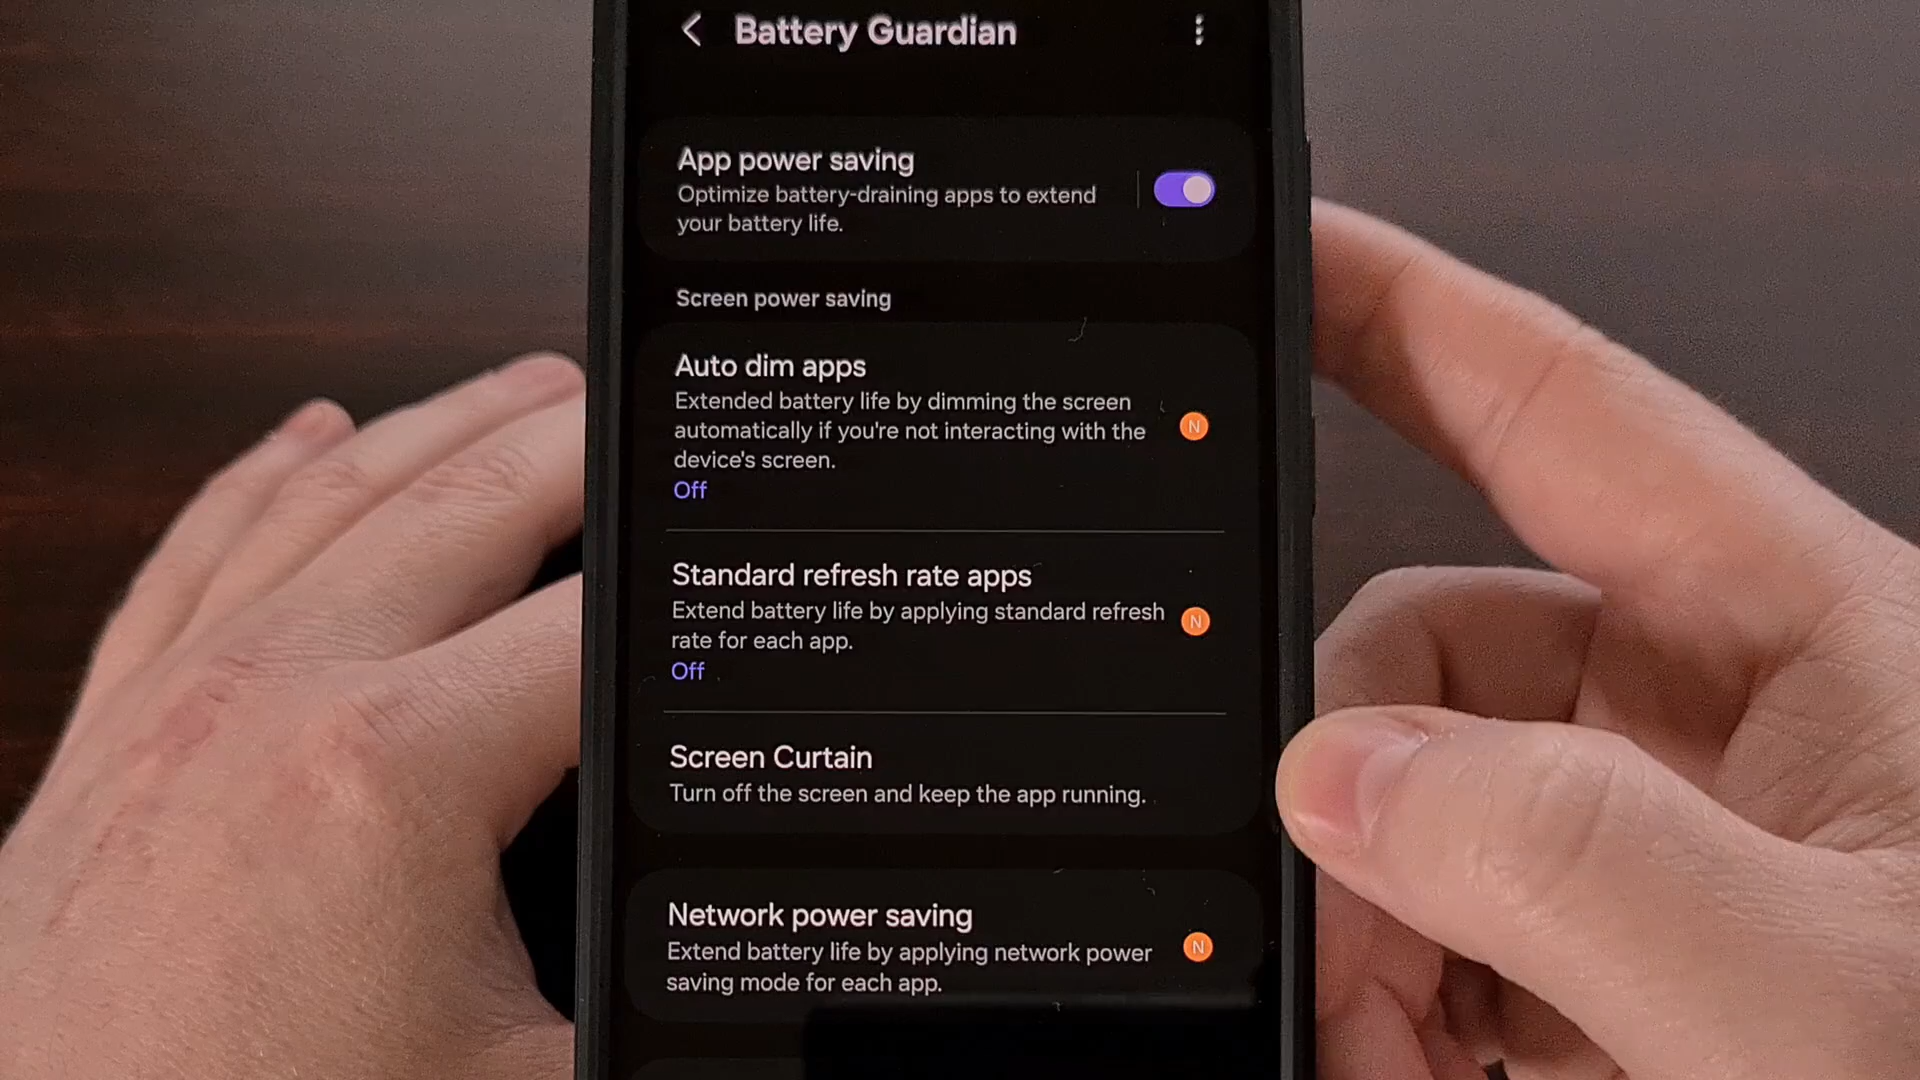 Battery Guardian
App power saving
Optimize battery-draining apps to extend
your battery life.
Screen power saving
Auto dim apps
Extended battery life by dimming the screen
automatically if you're not interacting with the
device's screen.
N
Off
Standard refresh rate apps
Extend battery life by applying standard refresh
rate for each app.
N
Off
Screen Curtain
Turn off the screen and keep the app running.
Network power saving
Extend battery life by applying network power
saving mode for each app.
N